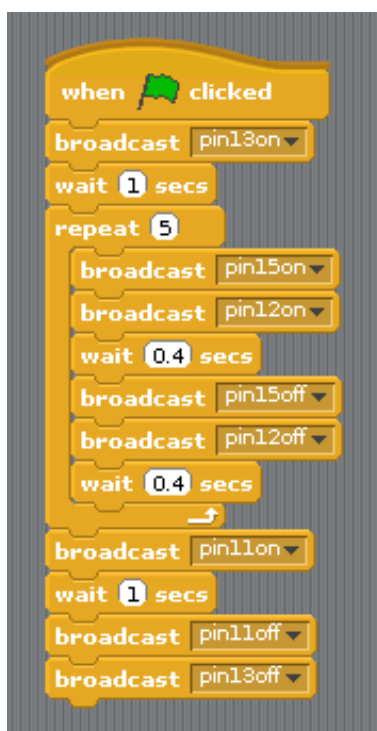 when clicked
broadcast pin13on
wait 1 secs
repeat 5
broadcast pin15on
broadcast pin12on
wait 0.4 secs
broadcast pin15off
broadcast pin12off
wait 0.4 secs
broadcast pin11on
wait 1 secs
broadcast pin11off
broadcast pin13off